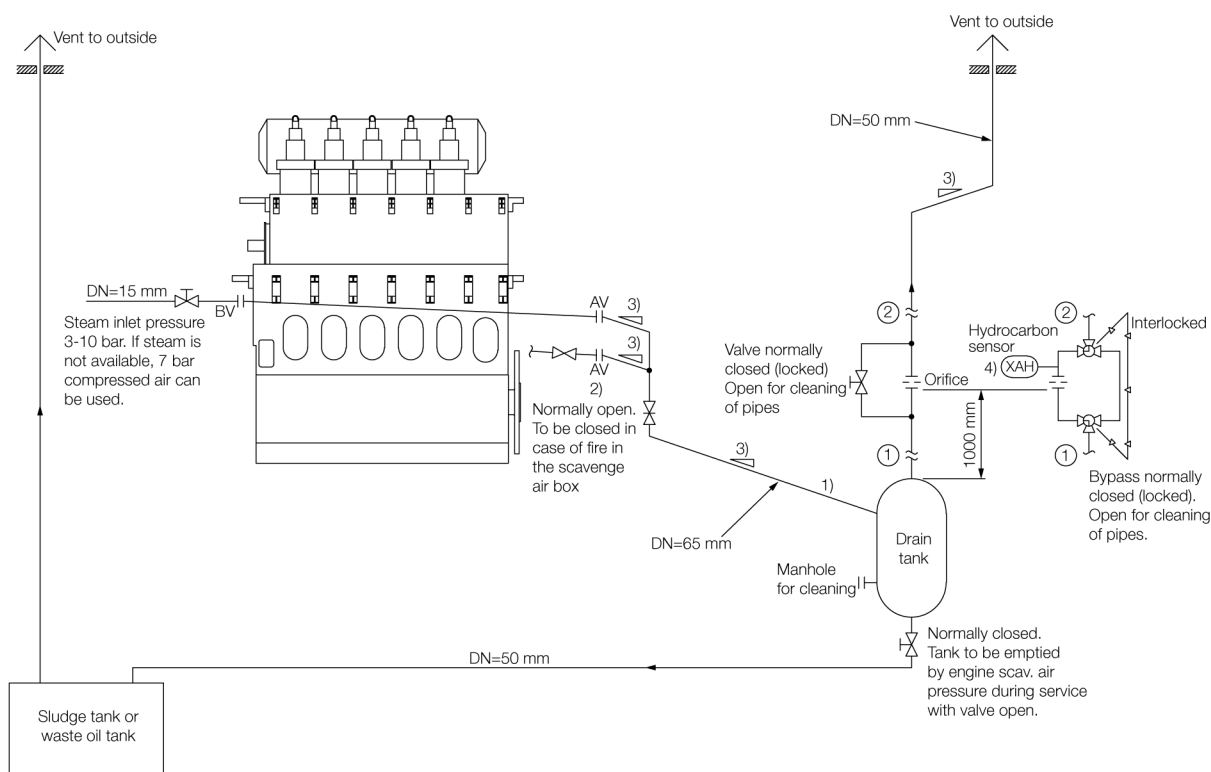 Vent to outside
Vent to outside
DN=50 mm
3)
DN=15 mm
BV
AV
3)
Steam inlet pressure
3-10 bar. If steam is
not available, 7 bar
compressed air can
be used.
3)
AV
2)
Normally open.
To be closed in
case of fire in
the scavenge
air box
2
2
Interlocked
Hydrocarbon
sensor
4)
XAH
Valve normally
closed (locked)
Open for cleaning
of pipes
Orifice
1000 mm
1
1
Bypass normally
closed (locked).
Open for cleaning
of pipes.
3)
1)
DN=65 mm
Drain
tank
Manhole
for cleaning
Normally closed.
Tank to be emptied
by engine scav. air
pressure during service
with valve open.
DN=50 mm
Sludge tank or
waste oil tank